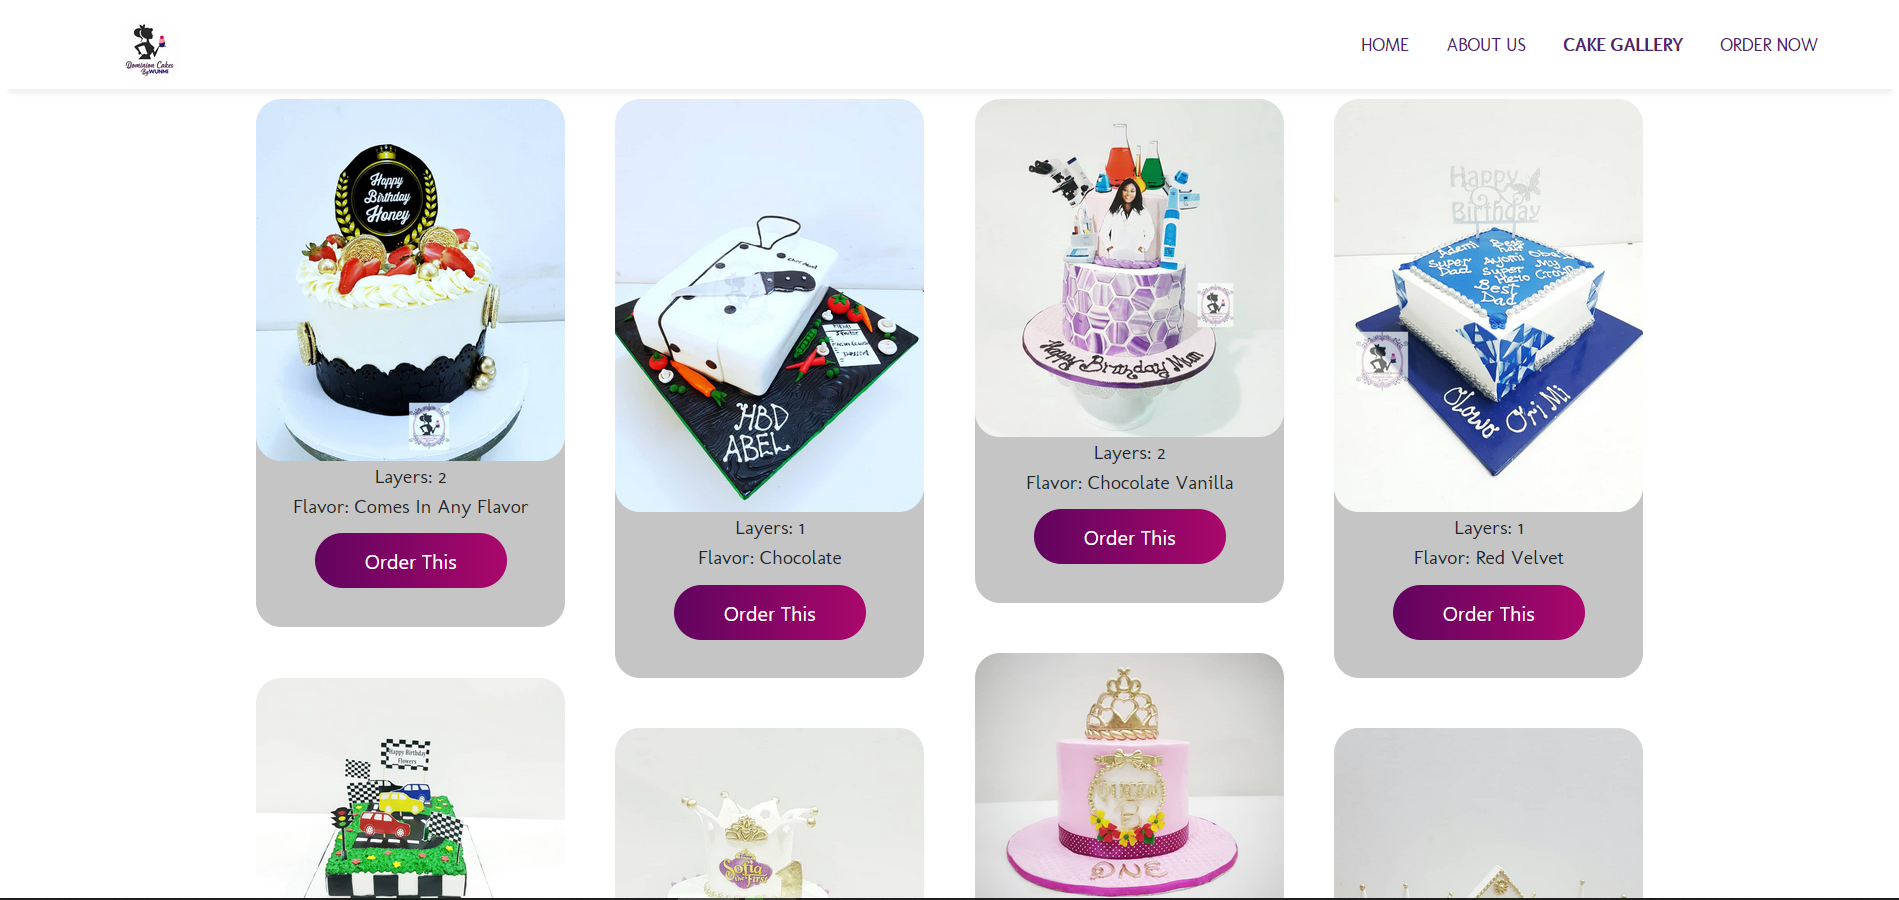 Dominion Cakes
By WUNMI
HOME
ABOUT US
CAKE GALLERY
ORDER NOW
Happy
Birthday
Honey
Layers: 2
Flavor: Comes In Any Flavor
Order This
HBD
ABEL
Layers: 1
Flavor: Chocolate
Order This
Happy Birthday Mum
Layers: 2
Flavor: Chocolate Vanilla
Order This
Happy
Birthday
Best
Dad
Olowo Ori Mi
Layers: 1
Flavor: Red Velvet
Order This
Happy Birthday
Flowers
Sofia
the First
QUEEN
B
ONE